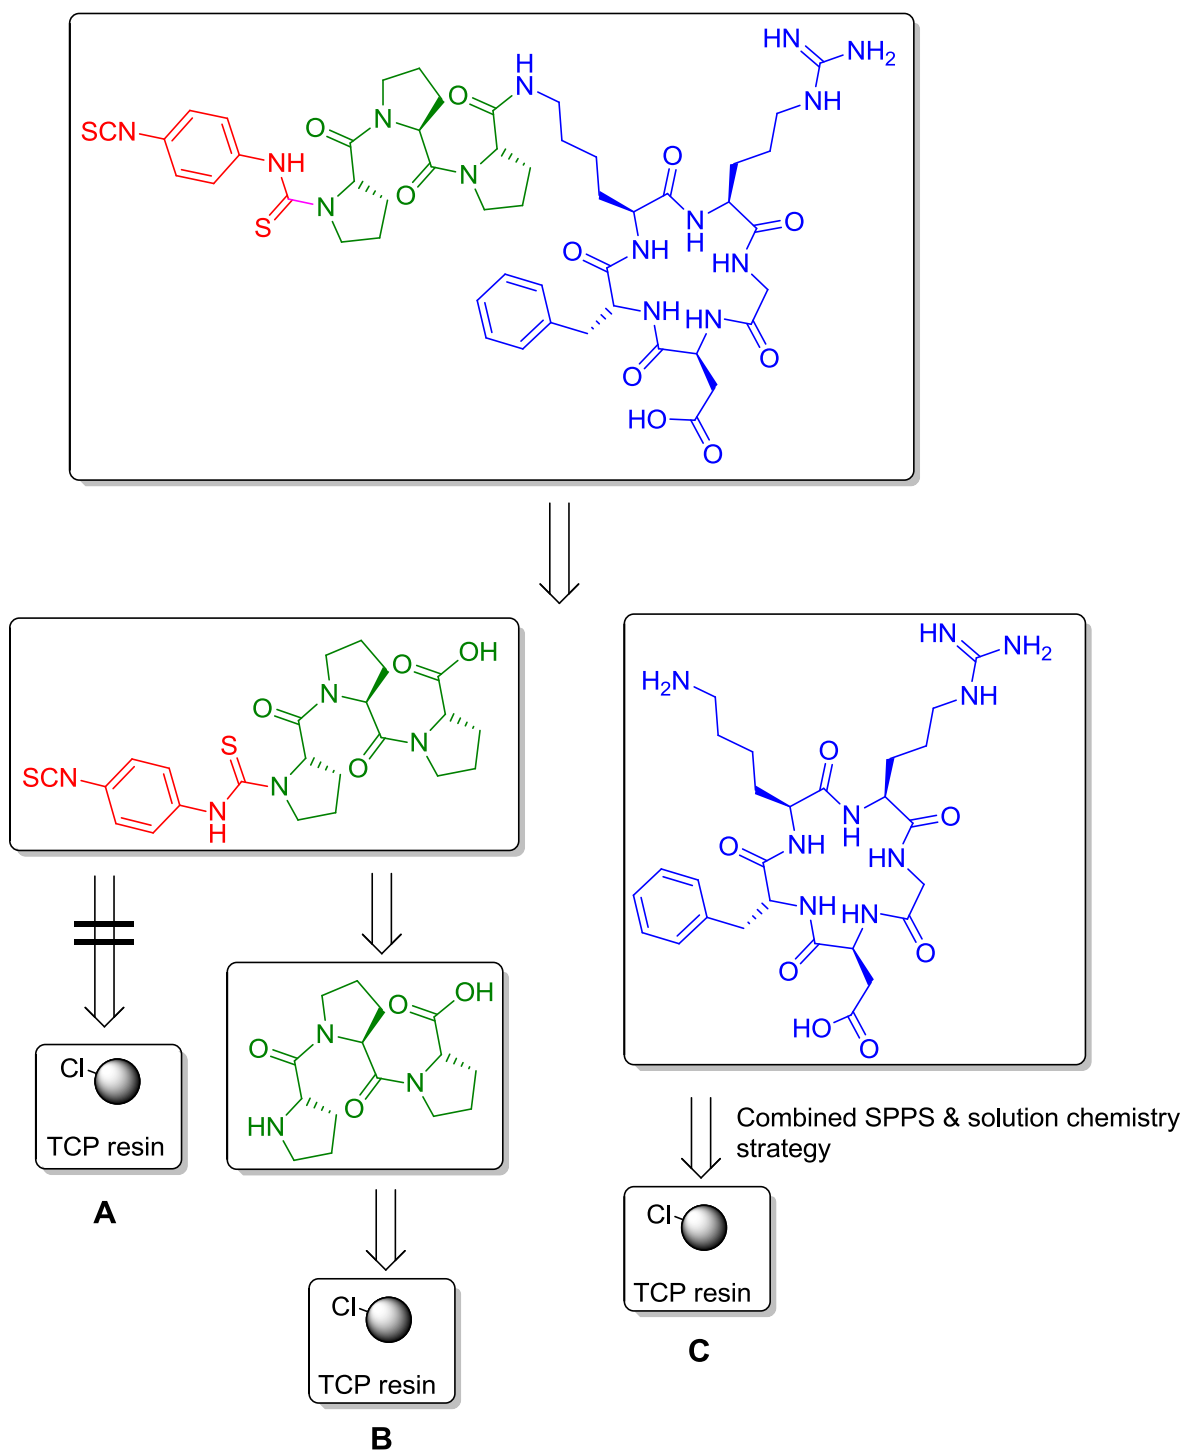 HN
NH2
NH
H
N
O
N
O
SCN
NH
S
N
O
N
O
N
H
O
NH
O
HN
NH
HN
O
O
HO
O
HN
NH2
NH
H2N
O
OH
N
O
N
O
S
SCN
N
H
N
O
N
H
O
NH
O
HN
NH
HN
O
O
HO
O
O
OH
N
O
N
O
HN
Cl
TCP resin
A
Combined SPPS & solution chemistry
strategy
Cl
TCP resin
B
Cl
TCP resin
C